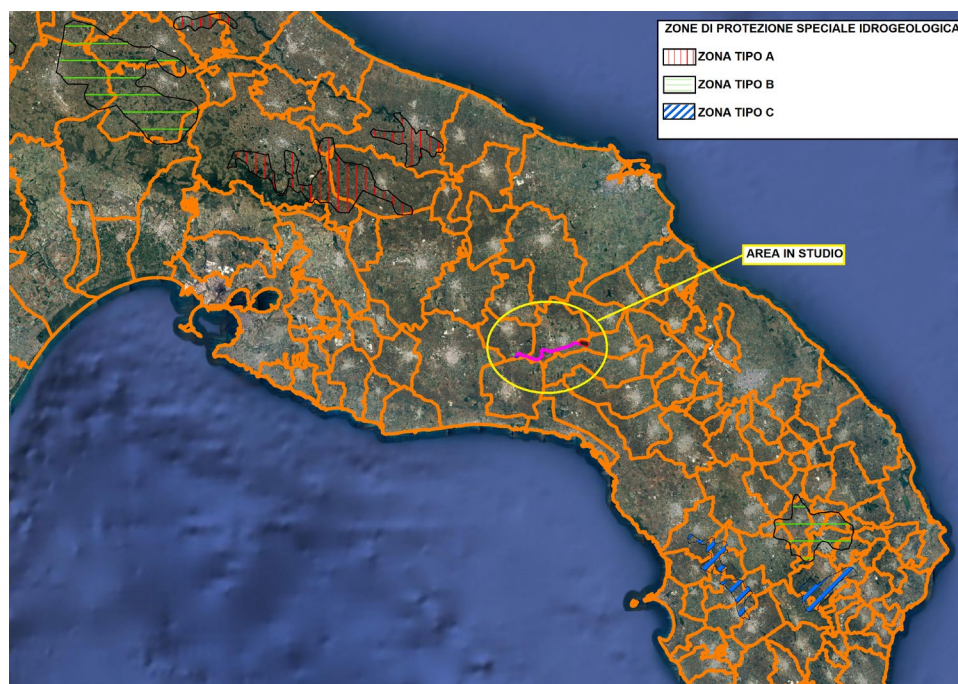 ZONE DI PROTEZIONE SPECIALE IDROGEOLOGICA
ZONA TIPO A
ZONA TIPO B
ZONA TIPO C
AREA IN STUDIO